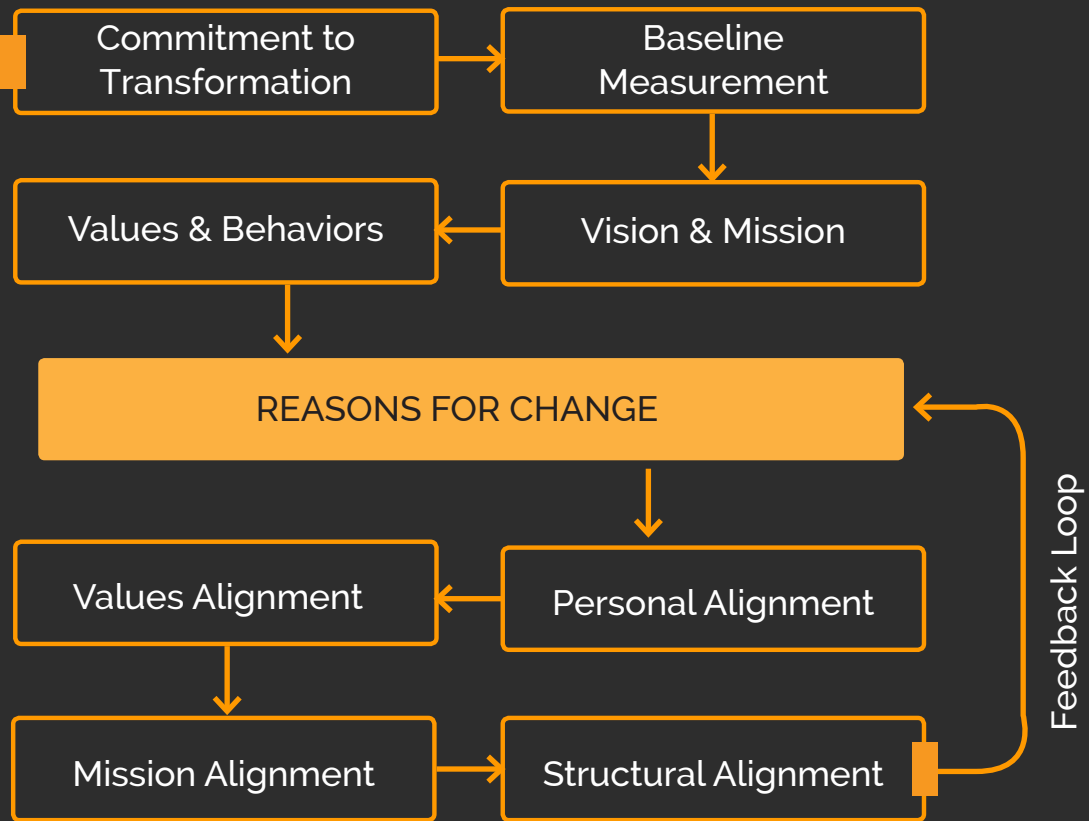 Commitment to
Transformation
Baseline
Measurement
Values & Behaviors
Vision & Mission
REASONS FOR CHANGE
Feedback Loop
Values Alignment
Personal Alignment
Mission Alignment
Structural Alignment